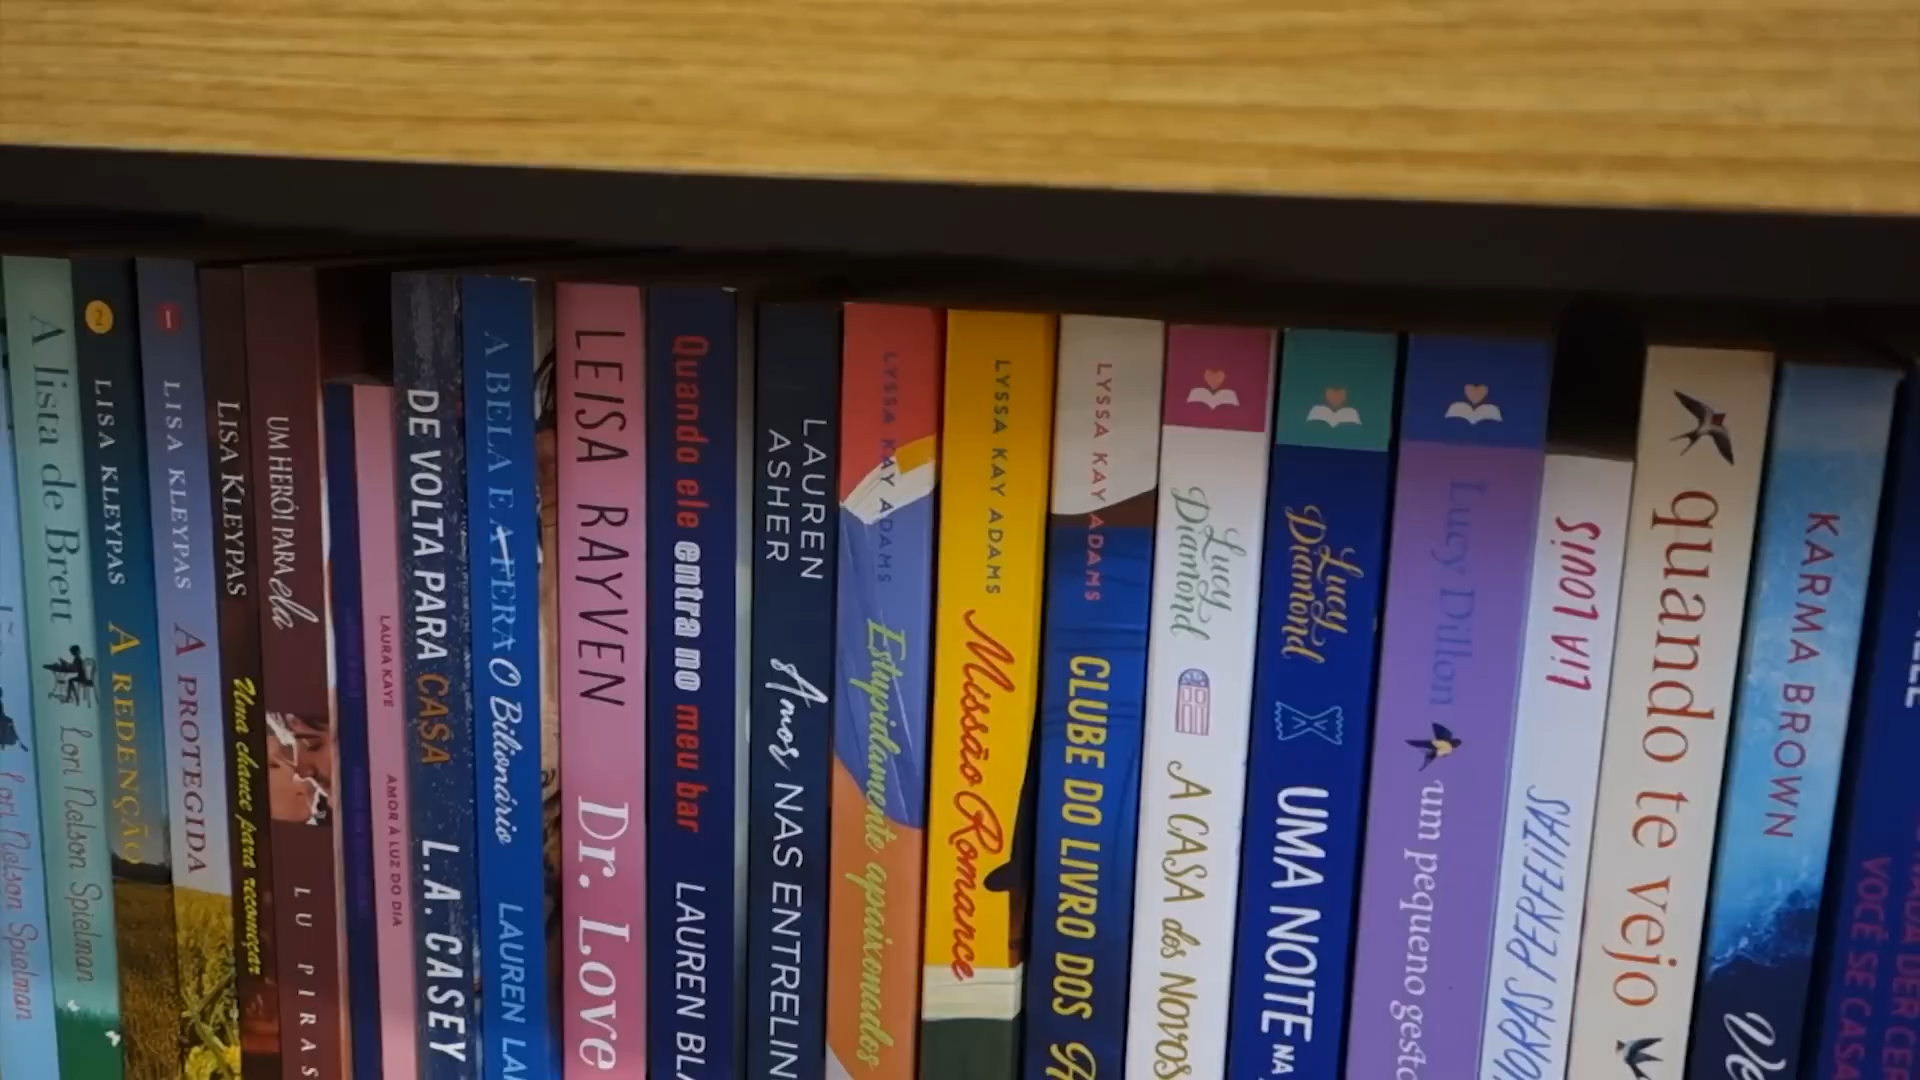 Lori Nelson Spielman
A lista de Brett Lori Nelson Spielman
2 LISA KLEYPAS A REDENÇÃO
1 LISA KLEYPAS A PROTEGIDA
LISA KLEYPAS Uma chance para recomeçar
UM HERÓI PARA ela LU PIRAS
LAURA KAYE AMOR À LUZ DO DIA
DE VOLTA PARA CASA L.A. CASEY
A BELA E A FERA O Bilionário LAUREN
LEISA RAYVEN Dr. Love
Quando ele entra no meu bar LAUREN
LAUREN
ASHER
Amor NAS
LYSSA KAY ADAMS Estupidamente apaixonados
LYSSA KAY ADAMS Missão Romance
LYSSA KAY ADAMS CLUBE DO LIVRO DOS
Lucy
Diamond
A CASA dos Novos
Lucy
Diamond
UMA NOITE NA
Lucy Dillon um pequeno gesto
LIA LOUIS
PERFEITAS
quando te vejo
KARMA BROWN
VOCÊ SE